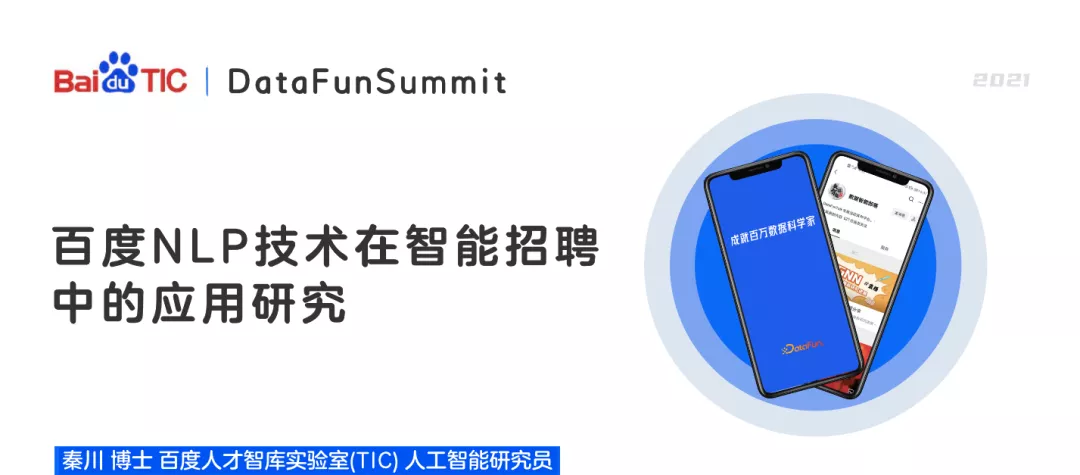 Baidu TIC | DataFunSummit
2021
百度NLP技术在智能招聘
中的应用研究
成就百万数据科学家
DataFun.
秦川 博士 百度人才智库实验室(TIC) 人工智能研究员